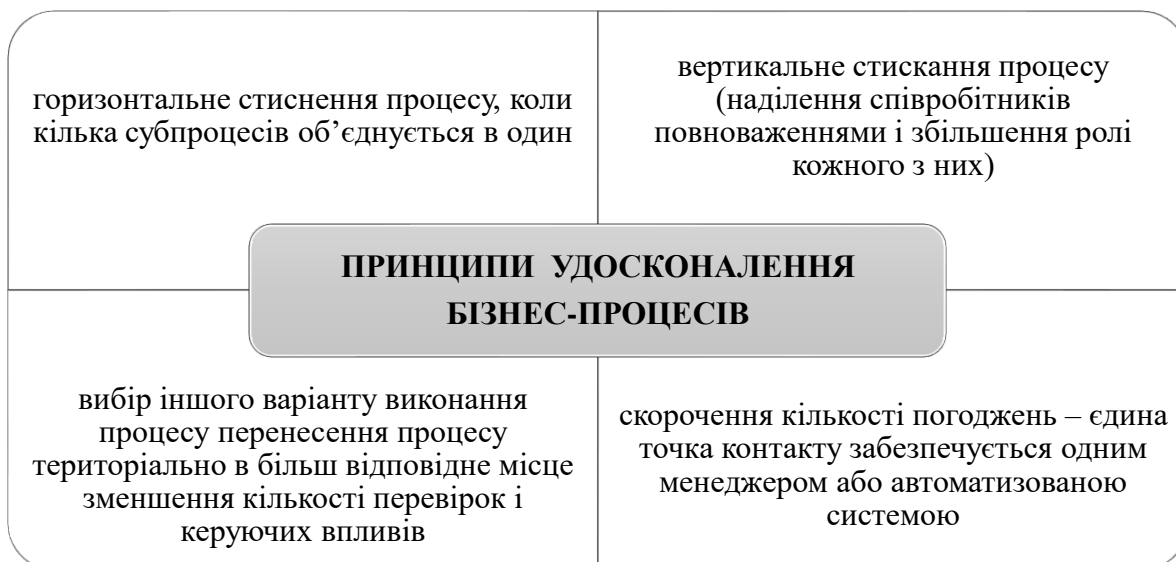 горизонтальне стиснення процесу, коли
кілька субпроцесів об’єднується в один
вертикальне стискання процесу
(наділення співробітників
повноваженнями і збільшення ролі
кожного з них)
ПРИНЦИПИ УДОСКОНАЛЕННЯ
БІЗНЕС-ПРОЦЕСІВ
вибір іншого варіанту виконання
процесу перенесення процесу
територіально в більш відповідне місце
зменшення кількості перевірок і
керуючих впливів
скорочення кількості погоджень – єдина
точка контакту забезпечується одним
менеджером або автоматизованою
системою